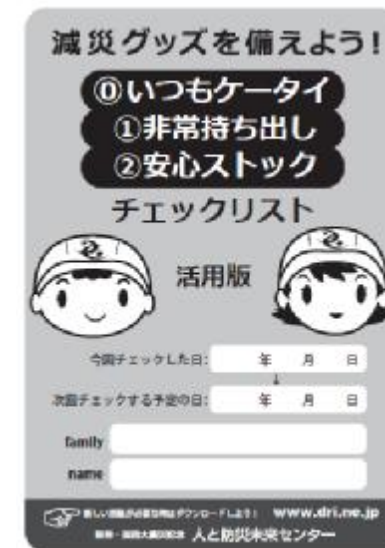 減災グッズを備えよう!
⓪いつもケータイ
①非常持ち出し
②安心ストック
チェックリスト
活用版
今回チェックした日: 年 月 日
↓
次回チェックする予定の日: 年 月 日
family
name
www.dri.ne.jp
人と防災未来センター